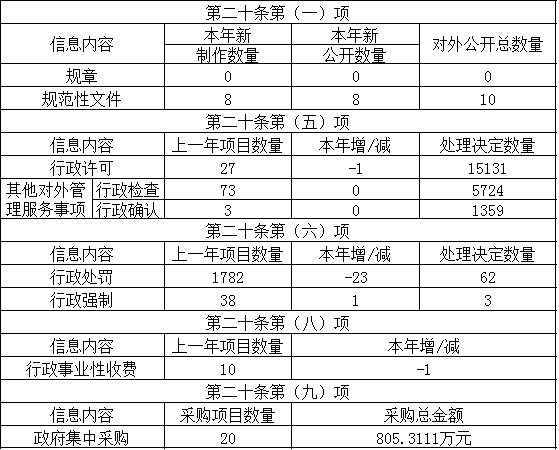 第二十条第（一）项
信息内容 本年新制作数量 本年新公开数量 对外公开总数量
规章 0 0 0
规范性文件 8 8 10
第二十条第（五）项
信息内容 上一年项目数量 本年增/减 处理决定数量
行政许可 27 -1 15131
其他对外管理服务事项 行政检查 73 0 5724
行政确认 3 0 1359
第二十条第（六）项
信息内容 上一年项目数量 本年增/减 处理决定数量
行政处罚 1782 -23 62
行政强制 38 1 3
第二十条第（八）项
信息内容 上一年项目数量 本年增/减
行政事业性收费 10 -1
第二十条第（九）项
信息内容 采购项目数量 采购总金额
政府集中采购 20 805.3111万元